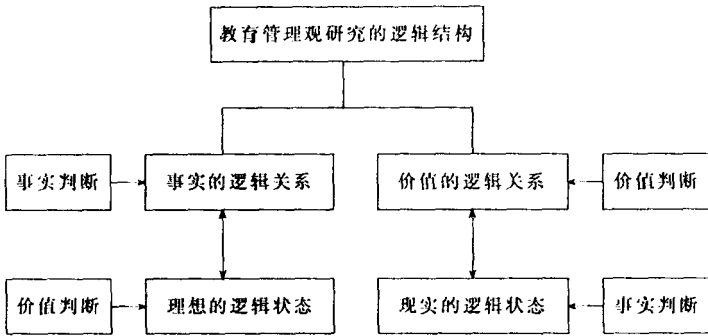 教育管理观研究的逻辑结构
事实判断
事实的逻辑关系
价值的逻辑关系
价值判断
价值判断
理想的逻辑状态
现实的逻辑状态
事实判断